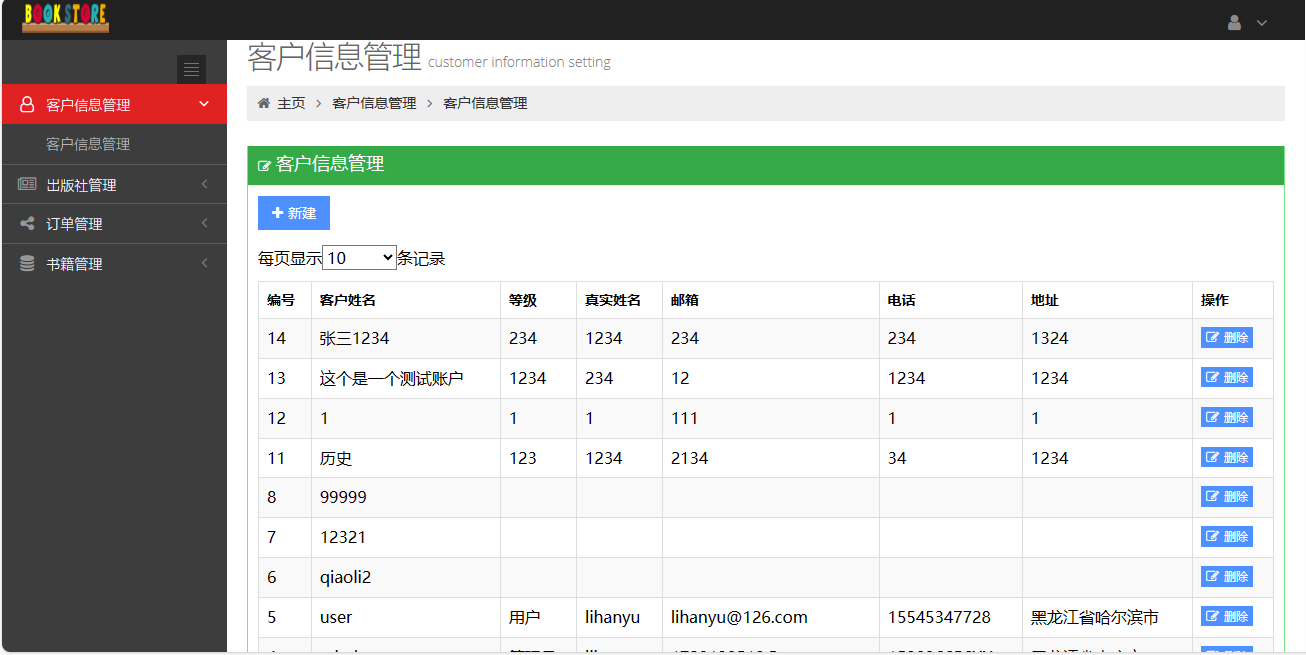 BOOK STORE
客户信息管理 customer information setting
客户信息管理
主页 客户信息管理 客户信息管理
客户信息管理
出版社管理
订单管理
书籍管理
客户信息管理
新建
每页显示 10 条记录
编号 客户姓名 等级 真实姓名 邮箱 电话 地址 操作
14 张三1234 234 1234 234 234 1324 删除
13 这个是一个测试账户 1234 234 12 1234 1234 删除
12 1 1 1 111 1 1 删除
11 历史 123 1234 2134 34 1234 删除
8 99999 删除
7 12321 删除
6 qiaoli2 删除
5 user 用户 lihanyu lihanyu@126.com 15545347728 黑龙江省哈尔滨市 删除